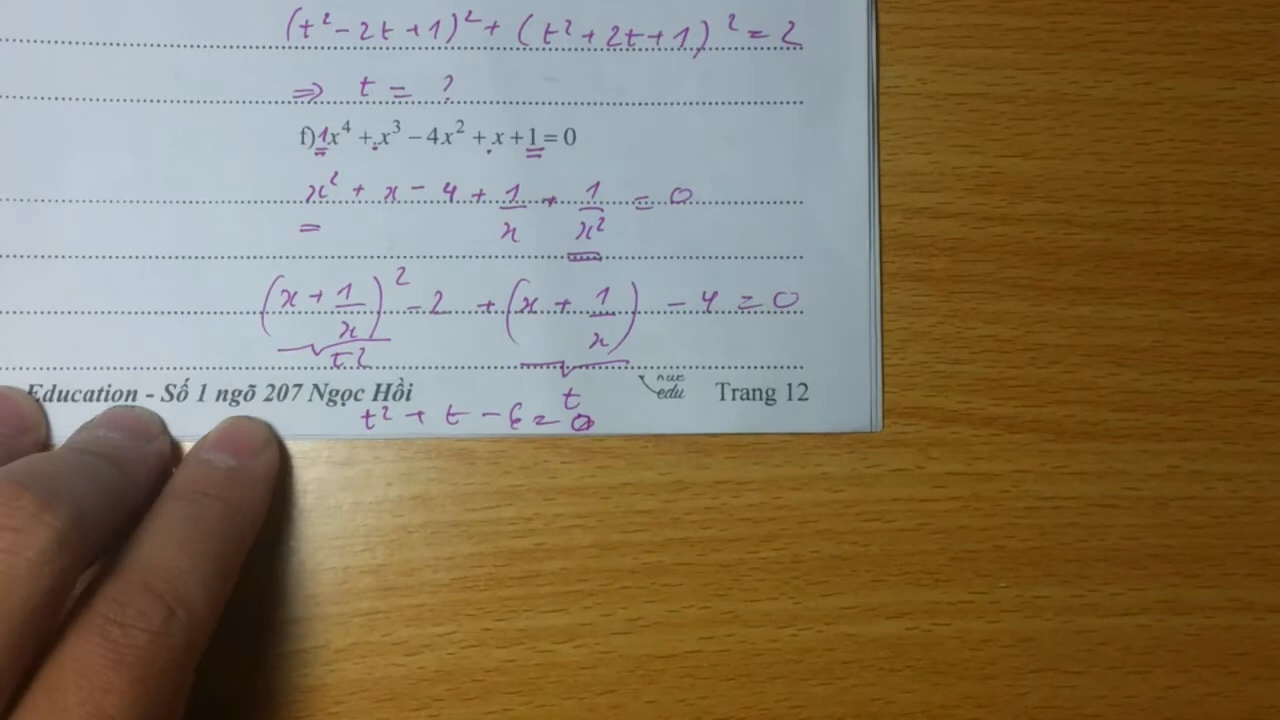 (t² - 2t + 1)² + (t² + 2t + 1)² = 2
⇒ t = ?
f) 1x⁴ + x³ − 4x² + x + 1 = 0
x² + x - 4 + 1/x + 1/x² = 0
(x + 1/x)² - 2 + (x + 1/x) - 4 = 0
t² t
Education - Số 1 ngõ 207 Ngọc Hồi nuc edu Trang 12
t² + t - 6 = 0